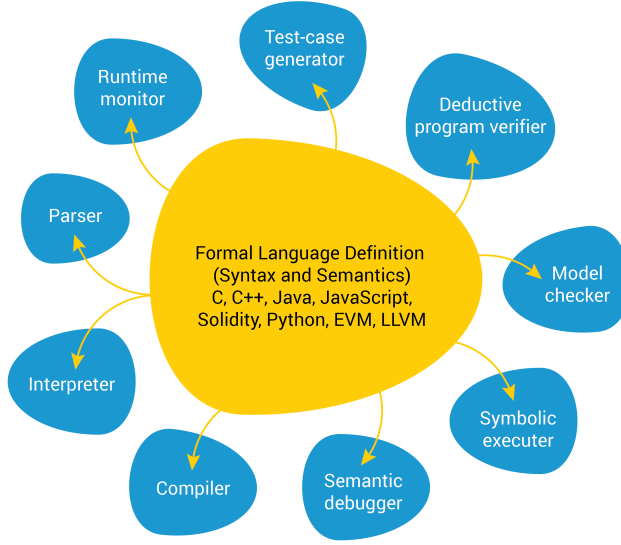 Test-case
generator
Runtime
monitor
Deductive
program verifier
Parser
Formal Language Definition
(Syntax and Semantics)
C, C++, Java, JavaScript,
Solidity, Python, EVM, LLVM
Model
checker
Interpreter
Symbolic
executer
Compiler
Semantic
debugger